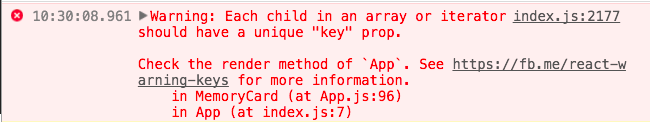 10:30:08.961 ▶Warning: Each child in an array or iterator index.js:2177
should have a unique "key" prop.
Check the render method of `App`. See https://fb.me/react-w
arning-keys for more information.
in MemoryCard (at App.js:96)
in App (at index.js:7)